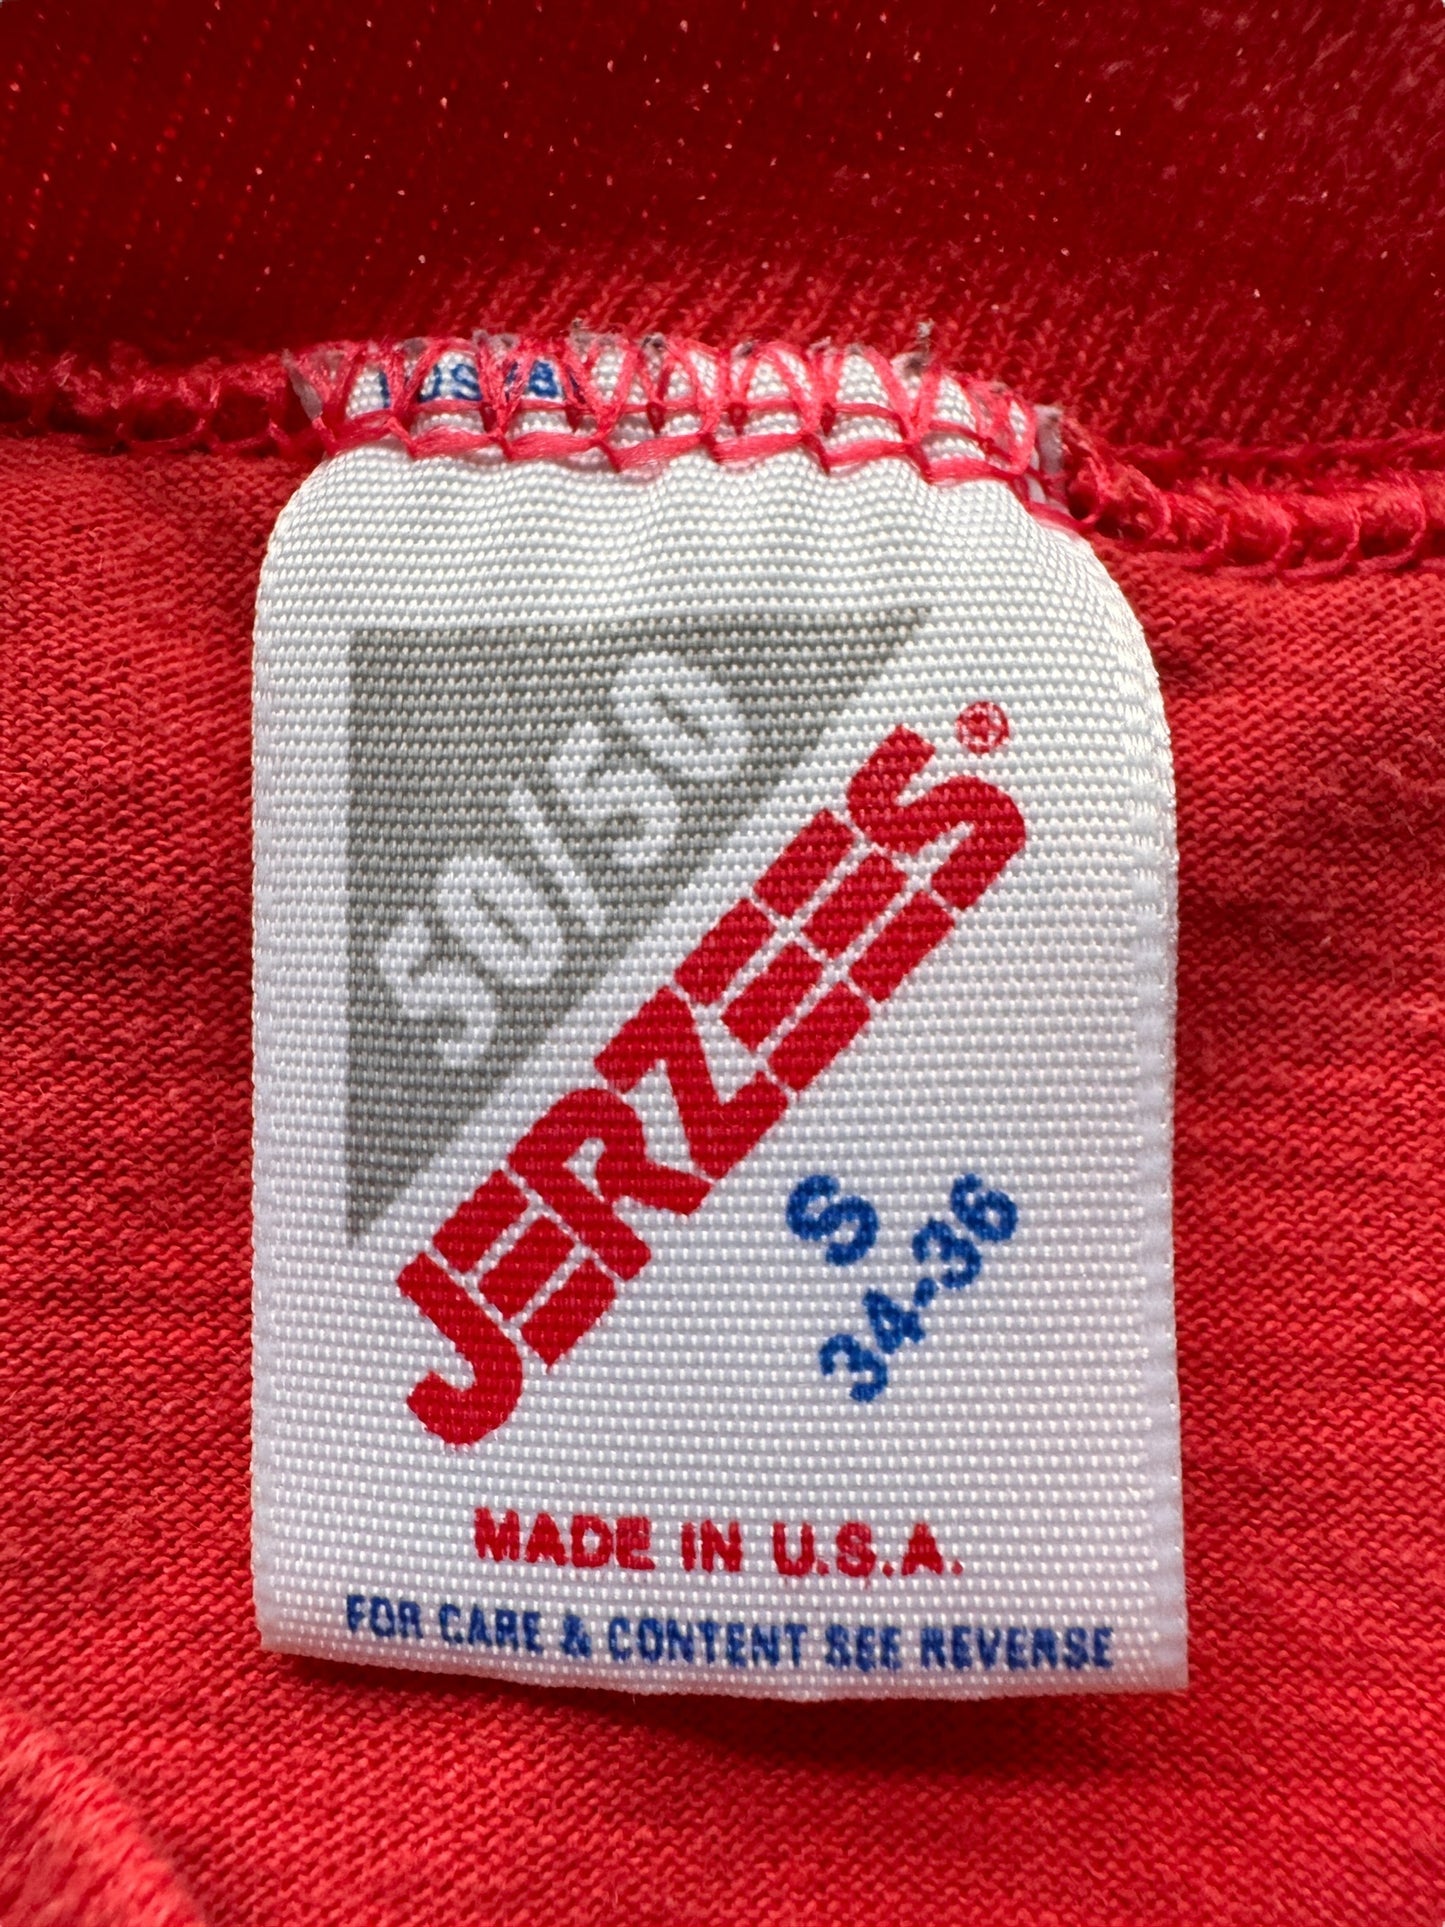 50/50
JERZEES®
S
34-36
MADE IN U.S.A.
FOR CARE & CONTENT SEE REVERSE